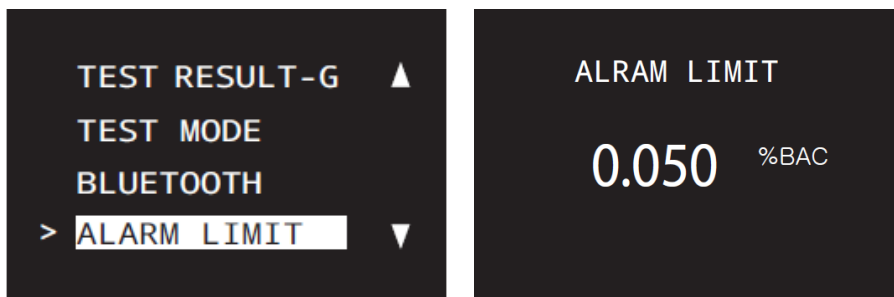 TEST RESULT-G ▲
TEST MODE
BLUETOOTH
> ALARM LIMIT ▼
ALRAM LIMIT
0.050 %BAC